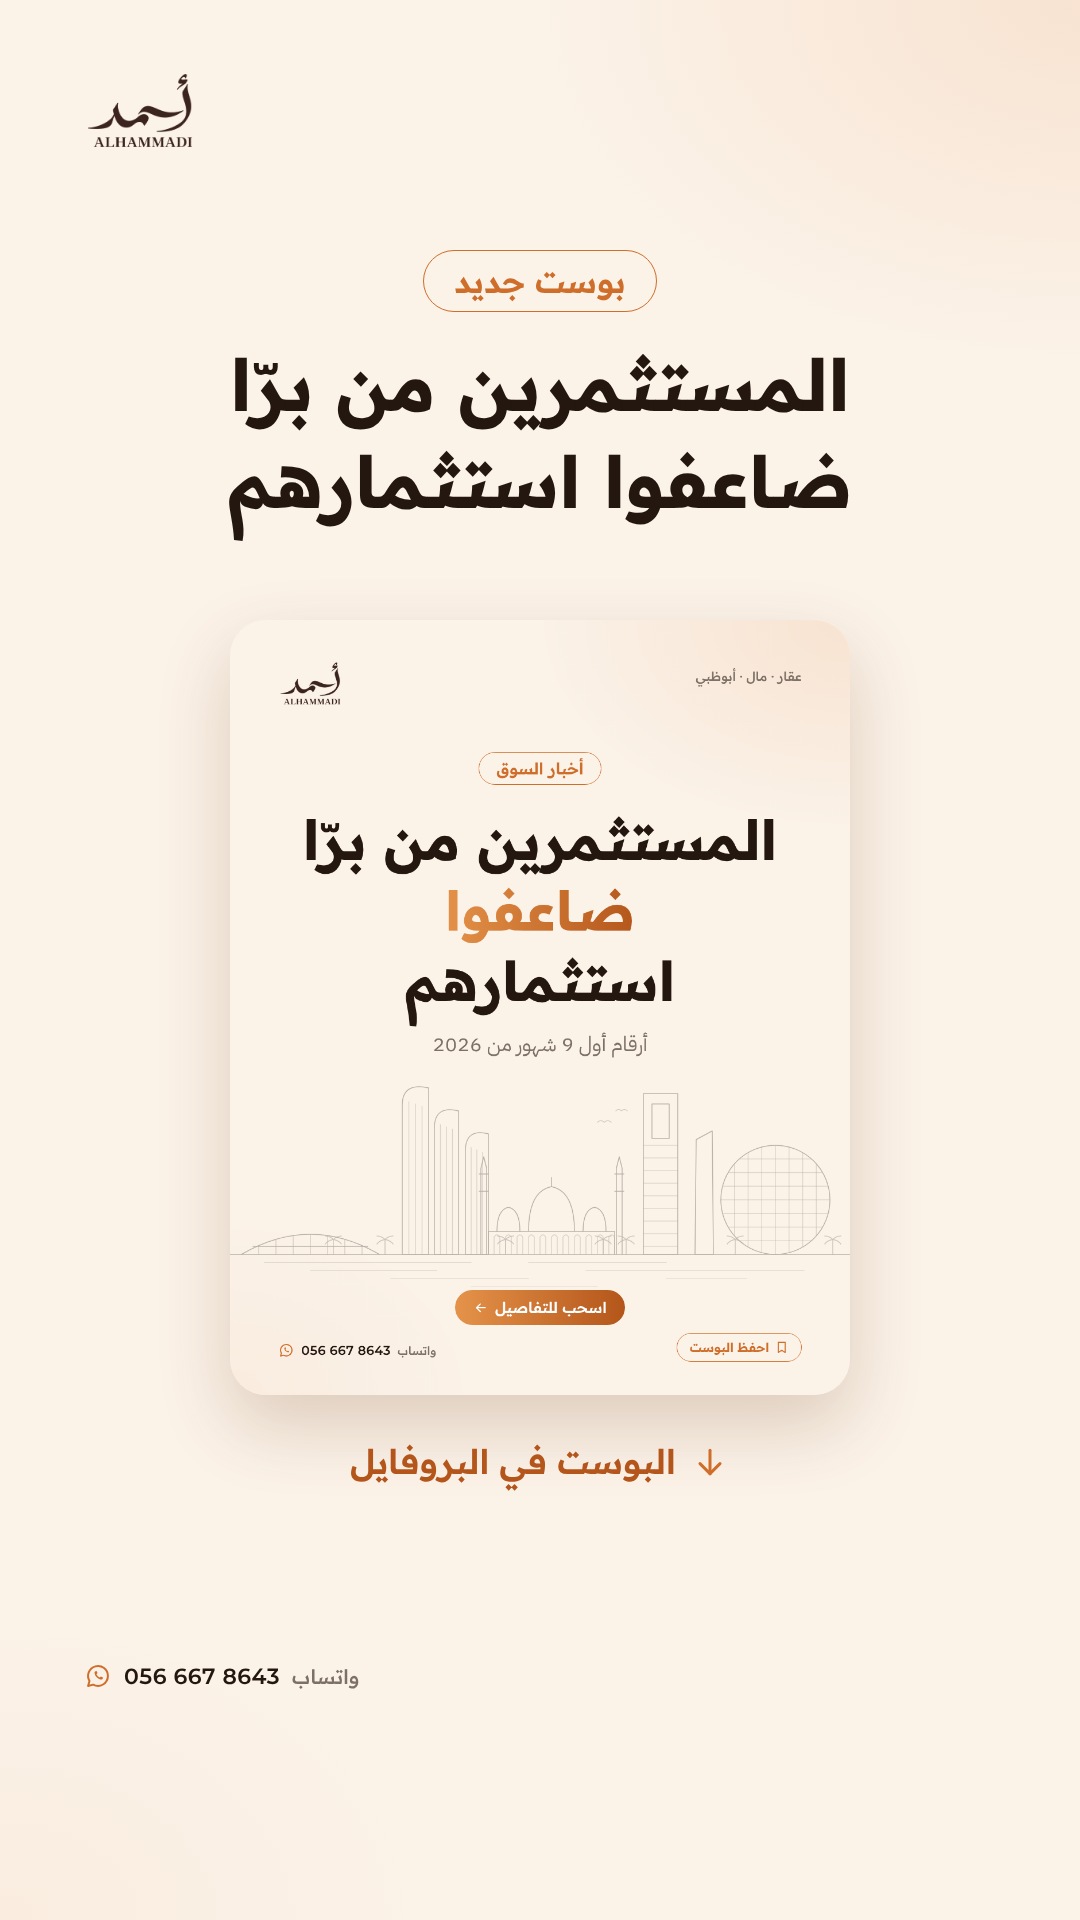 أحمد
ALHAMMADI
بوست جديد
المستثمرين من برّا
ضاعفوا استثمارهم
عقار · مال · أبوظبي
أحمد
ALHAMMADI
أخبار السوق
المستثمرين من برّا
ضاعفوا
استثمارهم
أرقام أول 9 شهور من 2026
اسحب للتفاصيل ←
احفظ البوست
واتساب 056 667 8643
↓ البوست في البروفايل
واتساب 056 667 8643